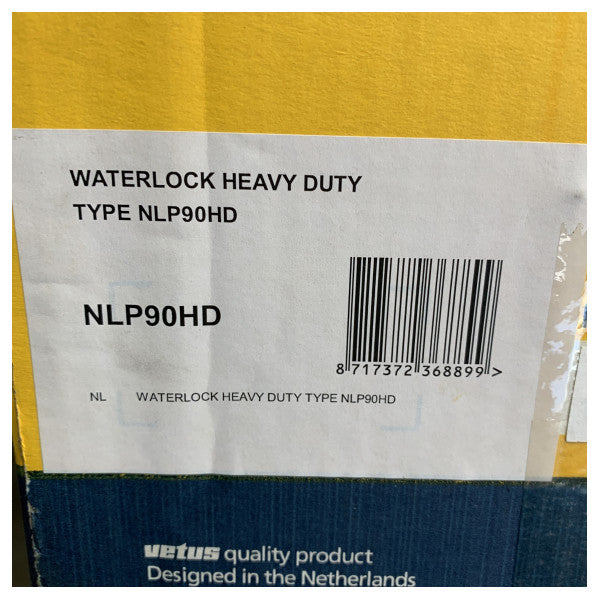 WATERLOCK HEAVY DUTY
TYPE NLP90HD
NLP90HD
8 717372 368899 >
NL WATERLOCK HEAVY DUTY TYPE NLP90HD
vetus quality product
Designed in the Netherlands